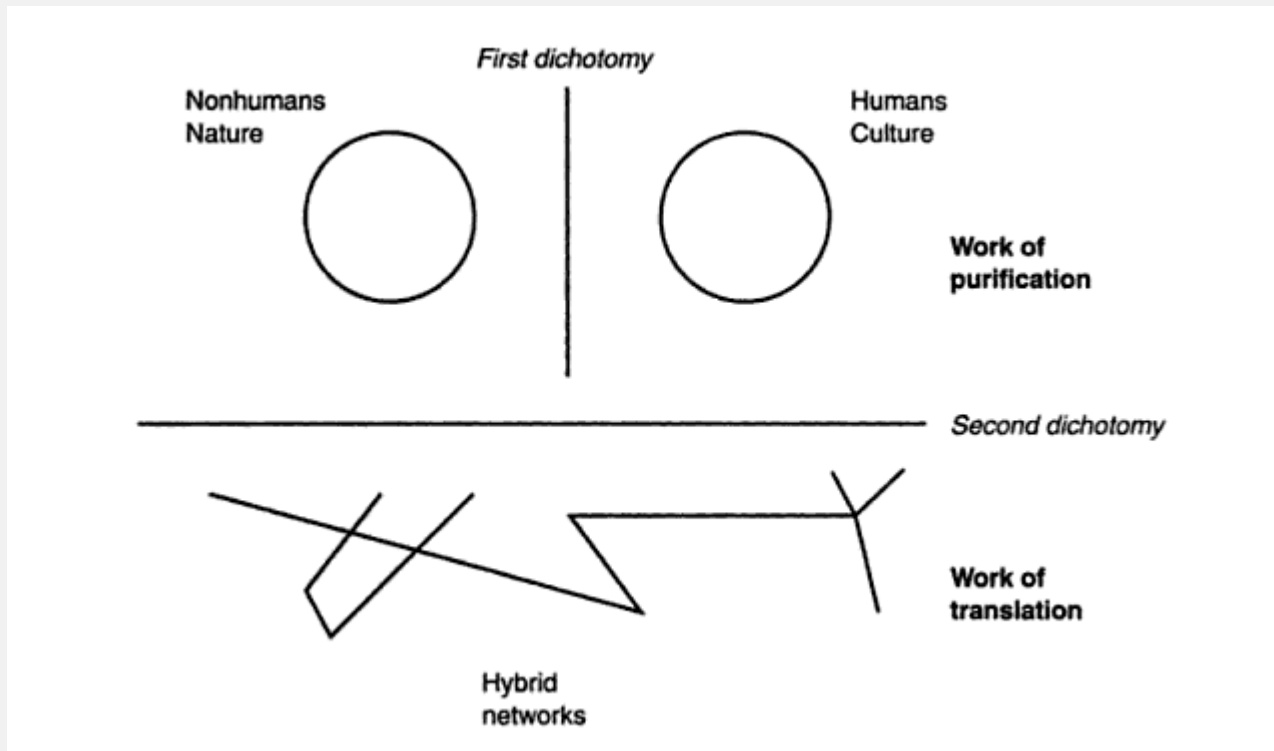 First dichotomy
Nonhumans
Nature
Humans
Culture
Work of
purification
Second dichotomy
Work of
translation
Hybrid
networks